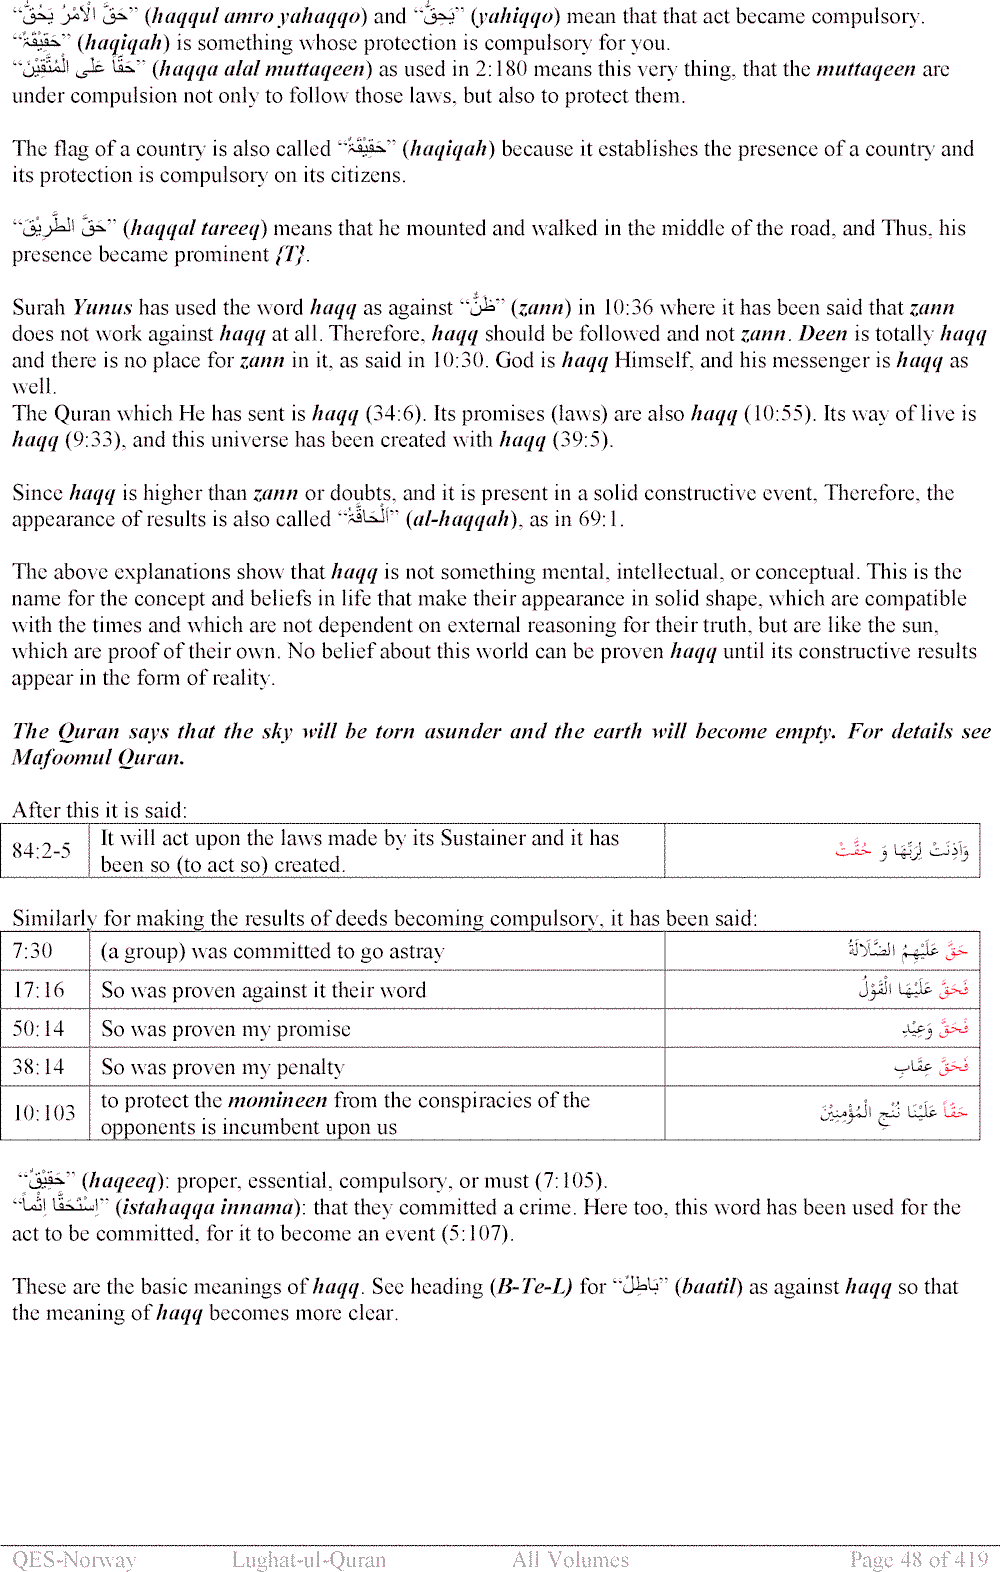 “حَقَّ الْاَمْرُ يَحُقُّ” (haqqul amro yahaqqo) and “يَحِقُّ” (yahiqqo) mean that that act became compulsory.
“حَقِيْقَةٌ” (haqiqah) is something whose protection is compulsory for you.
“حَقّاً عَلَى الْمُتَّقِيْنَ” (haqqa alal muttaqeen) as used in 2:180 means this very thing, that the muttaqeen are
under compulsion not only to follow those laws, but also to protect them.
The flag of a country is also called “حَقِيْقَةٌ” (haqiqah) because it establishes the presence of a country and
its protection is compulsory on its citizens.
“حَقَّ الطَّرِيْقَ” (haqqal tareeq) means that he mounted and walked in the middle of the road, and Thus, his
presence became prominent {T}.
Surah Yunus has used the word haqq as against “ظَنٌّ” (zann) in 10:36 where it has been said that zann
does not work against haqq at all. Therefore, haqq should be followed and not zann. Deen is totally haqq
and there is no place for zann in it, as said in 10:30. God is haqq Himself, and his messenger is haqq as
well.
The Quran which He has sent is haqq (34:6). Its promises (laws) are also haqq (10:55). Its way of live is
haqq (9:33), and this universe has been created with haqq (39:5).
Since haqq is higher than zann or doubts, and it is present in a solid constructive event, Therefore, the
appearance of results is also called “اَلْحَاقَّةُ” (al-haqqah), as in 69:1.
The above explanations show that haqq is not something mental, intellectual, or conceptual. This is the
name for the concept and beliefs in life that make their appearance in solid shape, which are compatible
with the times and which are not dependent on external reasoning for their truth, but are like the sun,
which are proof of their own. No belief about this world can be proven haqq until its constructive results
appear in the form of reality.
The Quran says that the sky will be torn asunder and the earth will become empty. For details see
Mafoomul Quran.
After this it is said:
84:2-5 It will act upon the laws made by its Sustainer and it has
been so (to act so) created. وَاَذِنَتْ لِرَبِّهَا وَ حُقَّتْ
Similarly for making the results of deeds becoming compulsory, it has been said:
7:30 (a group) was committed to go astray حَقَّ عَلَيْهِمُ الضَّلَالَةُ
17:16 So was proven against it their word فَحَقَّ عَلَيْهَا الْقَوْلُ
50:14 So was proven my promise فَحَقَّ وَعِيْدِ
38:14 So was proven my penalty فَحَقَّ عِقَابِ
10:103 to protect the momineen from the conspiracies of the
opponents is incumbent upon us حَقّاً عَلَيْنَا نُنْجِ الْمُؤْمِنِيْنَ
“حَقِيْقٌ” (haqeeq): proper, essential, compulsory, or must (7:105).
“اِسْتَحَقَّا اِثْماً” (istahaqqa innama): that they committed a crime. Here too, this word has been used for the
act to be committed, for it to become an event (5:107).
These are the basic meanings of haqq. See heading (B-Te-L) for “بَاطِلٌ” (baatil) as against haqq so that
the meaning of haqq becomes more clear.
QES-Norway Lughat-ul-Quran All Volumes Page 48 of 419